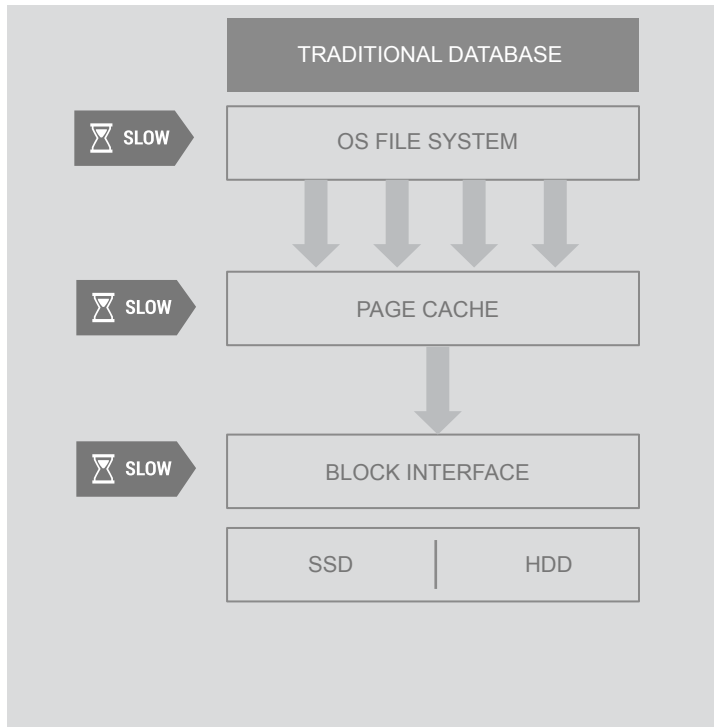 TRADITIONAL DATABASE
SLOW
OS FILE SYSTEM
SLOW
PAGE CACHE
SLOW
BLOCK INTERFACE
SSD
HDD